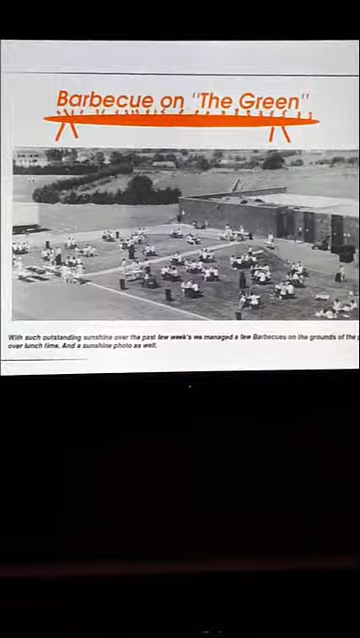 Barbecue on "The Green"
With such outstanding sunshine over the past few week's we managed a few Barbecues on the grounds of the
over lunch time. And a sunshine photo as well.